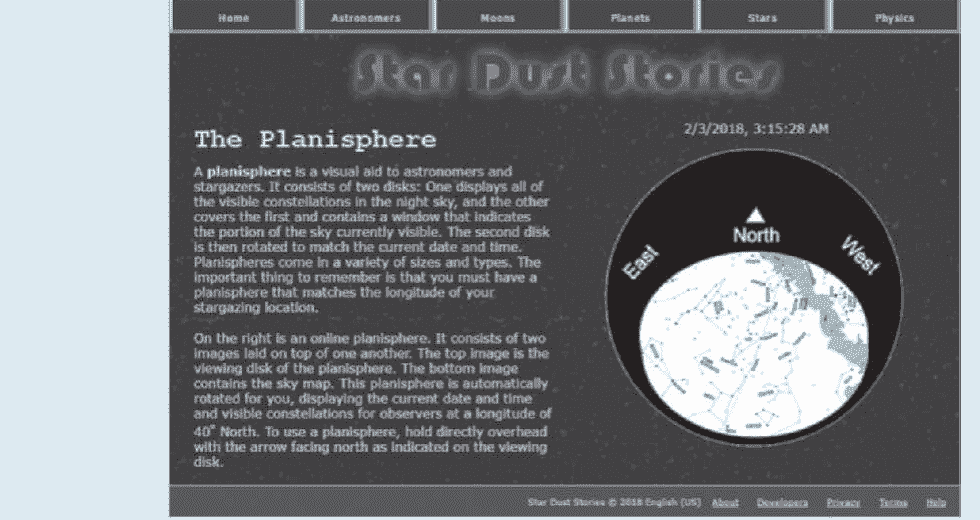 Home Astronomers Moons Planets Stars Physics
Star Dust Stories
The Planisphere
A planisphere is a visual aid to astronomers and
stargazers. It consists of two disks: One displays all of
the visible constellations in the night sky, and the other
covers the first and contains a window that indicates
the portion of the sky currently visible. The second disk
is then rotated to match the current date and time.
Planispheres come in a variety of sizes and types. The
important thing to remember is that you must have a
planisphere that matches the longitude of your
stargazing location.
On the right is an online planisphere. It consists of two
images laid on top of one another. The top image is the
viewing disk of the planisphere. The bottom image
contains the sky map. This planisphere is automatically
rotated for you, displaying the current date and time
and visible constellations for observers at a longitude of
40° North. To use a planisphere, hold directly overhead
with the arrow facing north as indicated on the viewing
disk.
2/3/2018, 3:15:28 AM
North
East
West
Star Dust Stories © 2018 English (US) About Developers Privacy Terms Help